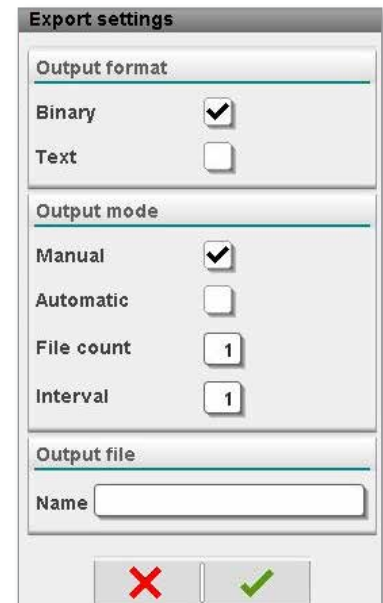 Export settings
Output format
Binary
Text
Output mode
Manual
Automatic
File count 1
Interval 1
Output file
Name